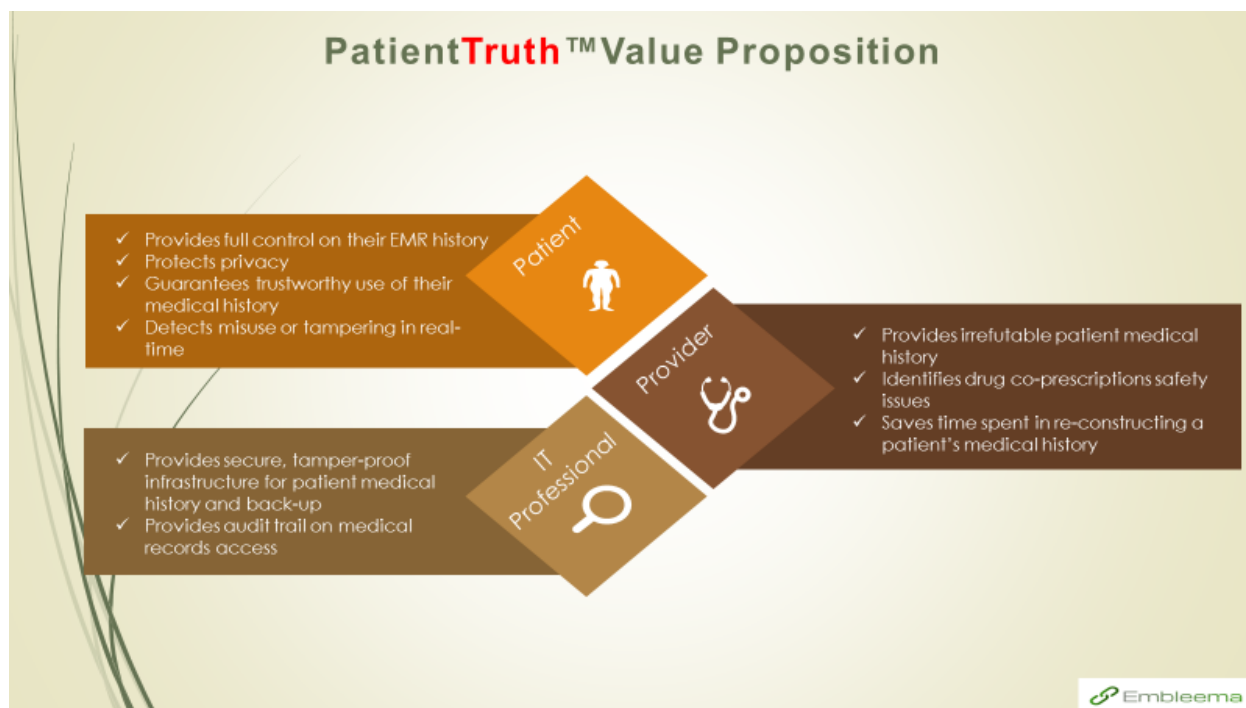 PatientTruth™Value Proposition
✓ Provides full control on their EMR history
✓ Protects privacy
✓ Guarantees trustworthy use of their
medical history
✓ Detects misuse or tampering in real-
time
Patient
✓ Provides irrefutable patient medical
history
✓ Identifies drug co-prescriptions safety
issues
✓ Saves time spent in re-constructing a
patient's medical history
Provider
✓ Provides secure, tamper-proof
infrastructure for patient medical
history and back-up
✓ Provides audit trail on medical
records access
IT
Professional
Embleema